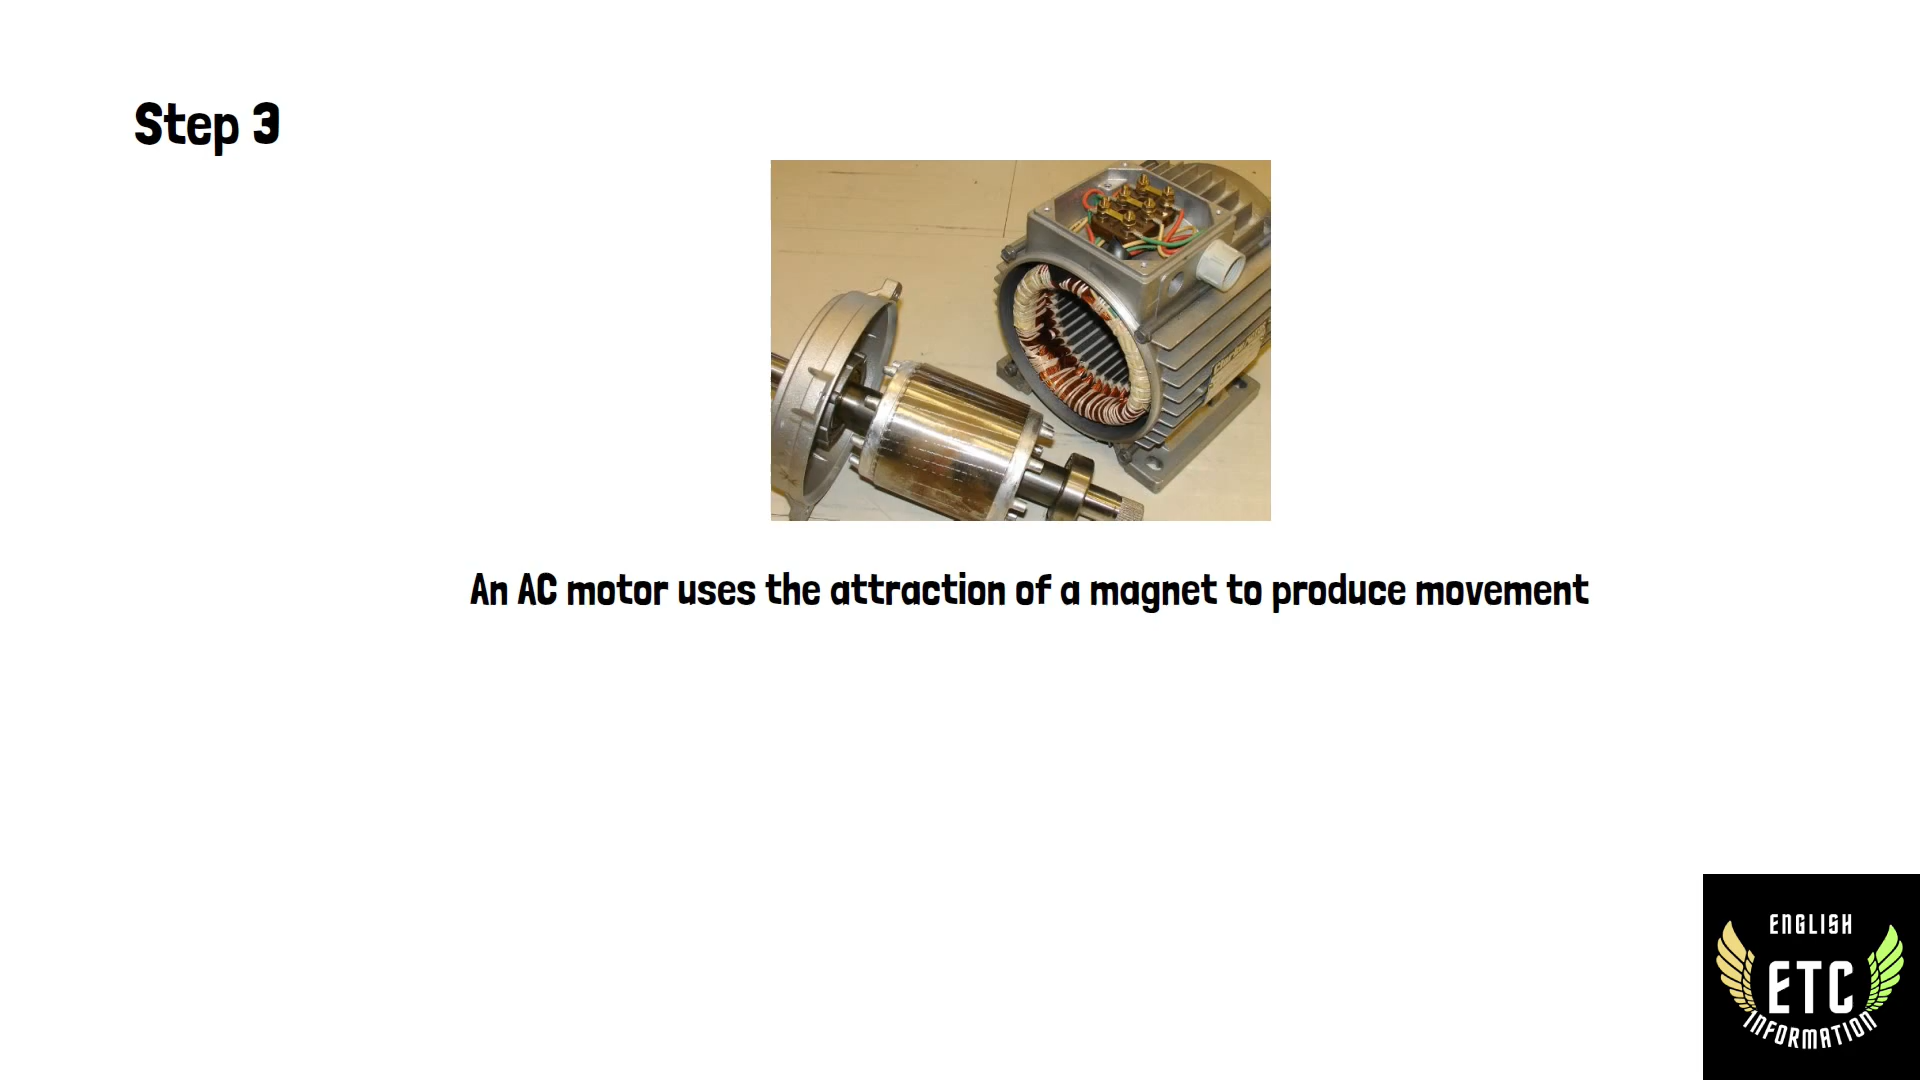 Step 3
An AC motor uses the attraction of a magnet to produce movement
ENGLISH
ETC
INFORMATION